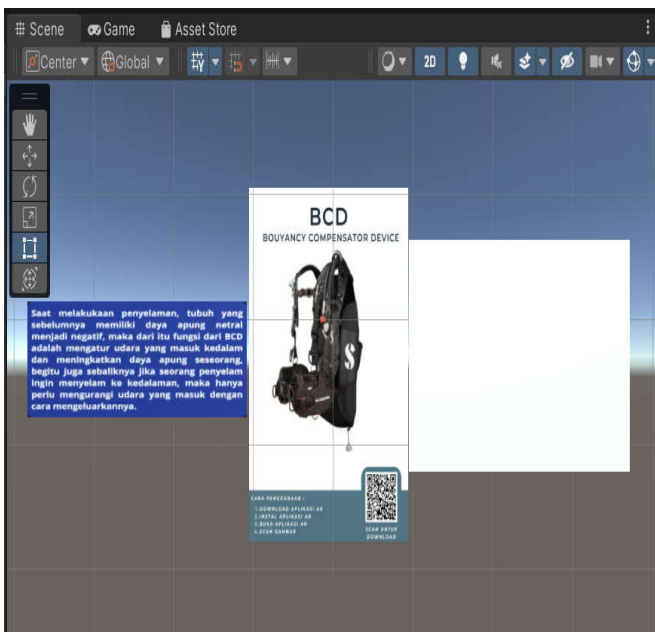 Scene
Game
Asset Store
Center
Global
2D
BCD
BOUYANCY COMPENSATOR DEVICE
Saat melakukaan penyelaman, tubuh yang
sebelumnya memiliki daya apung netral
menjadi negatif, maka dari itu fungsi dari BCD
adalah mengatur udara yang masuk kedalam
dan meningkatkan daya apung seseorang,
begitu juga sebaliknya jika seorang penyelam
ingin menyelam ke kedalaman, maka hanya
perlu mengurangi udara yang masuk dengan
cara mengeluarkannya.
CARA PENGGUNAAN :
1.DOWNLOAD APLIKASI AR
2.INSTAL APLIKASI AR
3.BUKA APLIKASI AR
4.SCAN GAMBAR
SCAN UNTUK
DOWNLOAD